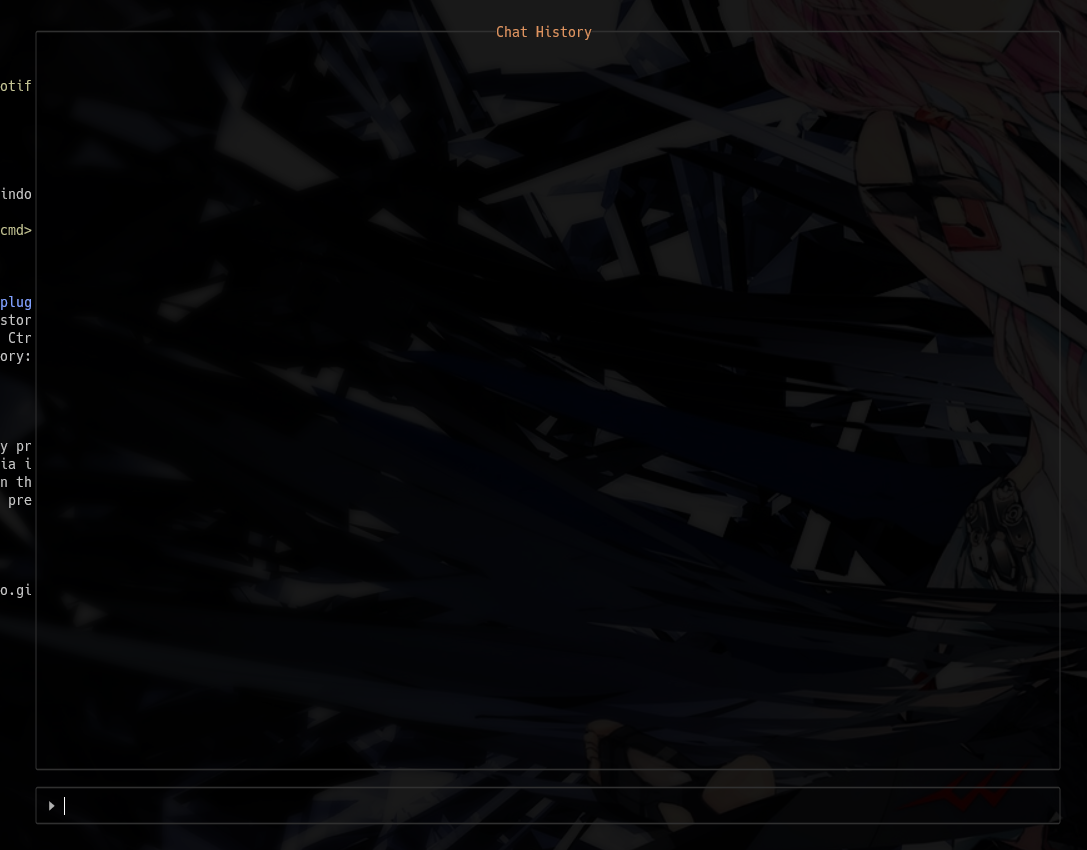 Chat History
otif
indo
cmd>
plug
stor
Ctr
ory:
y pr
ia i
n th
pre
o.gi